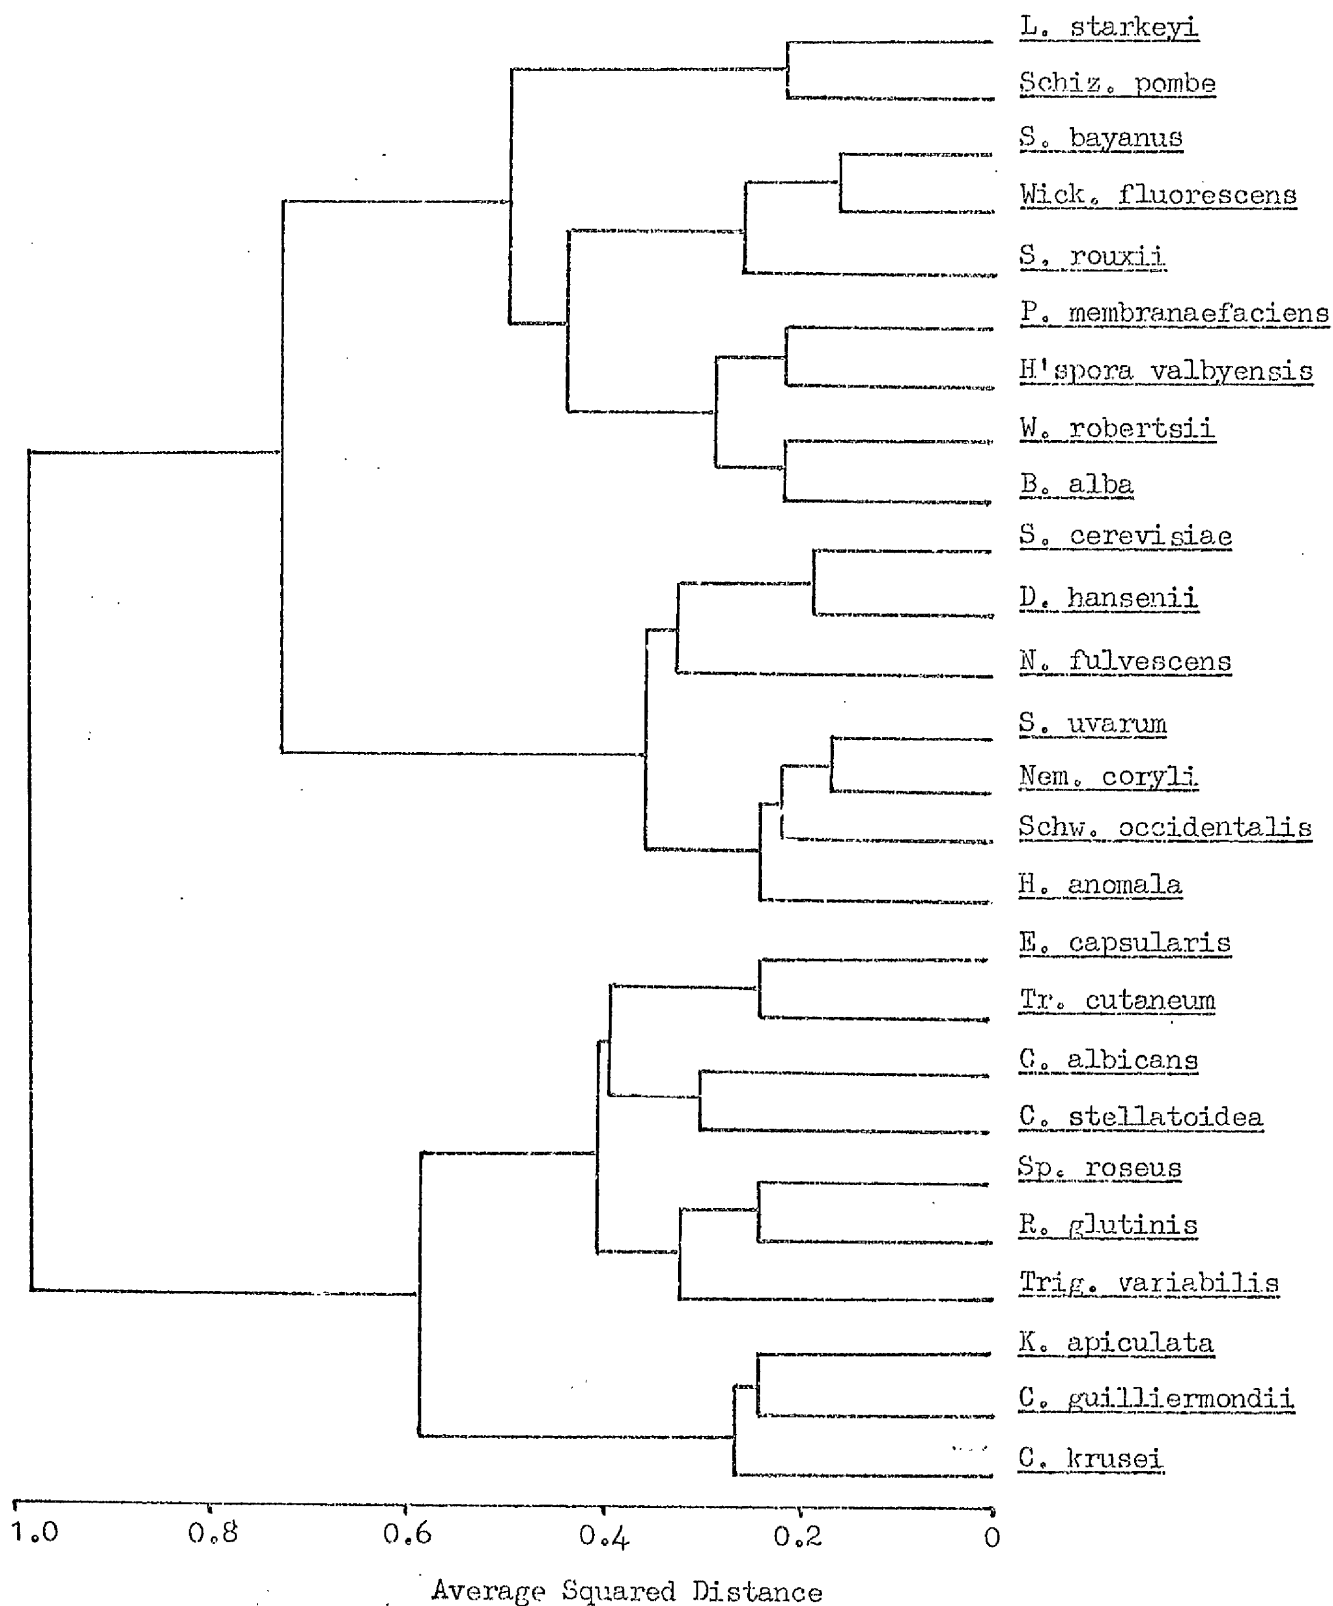 L. starkeyi
Schiz. pombe
S. bayanus
Wick. fluorescens
S. rouxii
P. membranaefaciens
H'spora valbyensis
W. robertsii
B. alba
S. cerevisiae
D. hansenii
N. fulvescens
S. uvarum
Nem. coryli
Schw. occidentalis
H. anomala
E. capsularis
Tr. cutaneum
C. albicans
C. stellatoidea
Sp. roseus
R. glutinis
Trig. variabilis
K. apiculata
C. guilliermondii
C. krusei
1.0 0.8 0.6 0.4 0.2 0
Average Squared Distance